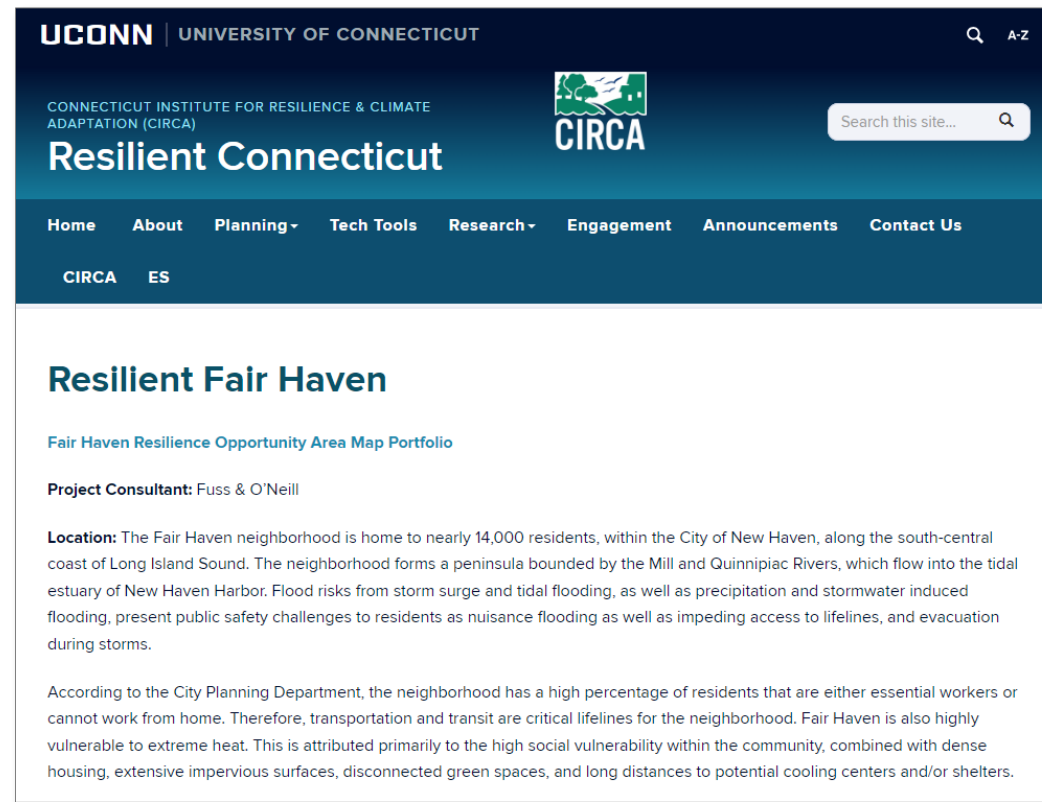 UCONN | UNIVERSITY OF CONNECTICUT
A-Z
CONNECTICUT INSTITUTE FOR RESILIENCE & CLIMATE
ADAPTATION (CIRCA)
Resilient Connecticut
CIRCA
Search this site...
Home About Planning Tech Tools Research Engagement Announcements Contact Us
CIRCA ES
Resilient Fair Haven
Fair Haven Resilience Opportunity Area Map Portfolio
Project Consultant: Fuss & O'Neill
Location: The Fair Haven neighborhood is home to nearly 14,000 residents, within the City of New Haven, along the south-central
coast of Long Island Sound. The neighborhood forms a peninsula bounded by the Mill and Quinnipiac Rivers, which flow into the tidal
estuary of New Haven Harbor. Flood risks from storm surge and tidal flooding, as well as precipitation and stormwater induced
flooding, present public safety challenges to residents as nuisance flooding as well as impeding access to lifelines, and evacuation
during storms.
According to the City Planning Department, the neighborhood has a high percentage of residents that are either essential workers or
cannot work from home. Therefore, transportation and transit are critical lifelines for the neighborhood. Fair Haven is also highly
vulnerable to extreme heat. This is attributed primarily to the high social vulnerability within the community, combined with dense
housing, extensive impervious surfaces, disconnected green spaces, and long distances to potential cooling centers and/or shelters.